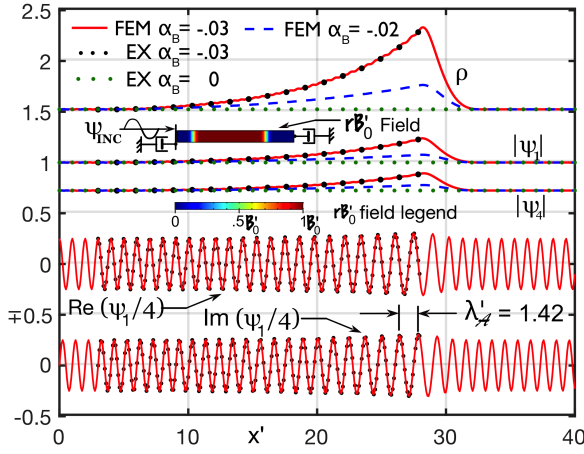 2.5
FEM α_B = -.03
FEM α_B = -.02
EX α_B = -.03
EX α_B = 0
2
ρ
1.5
Ψ_INC
rB'_0 Field
|Ψ_1|
1
0 .5B'_0 1B'_0 rB'_0 field legend
|Ψ_4|
0.5
0
Re (Ψ_1/4)
Im (Ψ_1/4)
λ'_𝒜 = 1.42
∓0.5
0
-0.5
0 10 20 30 40
x'